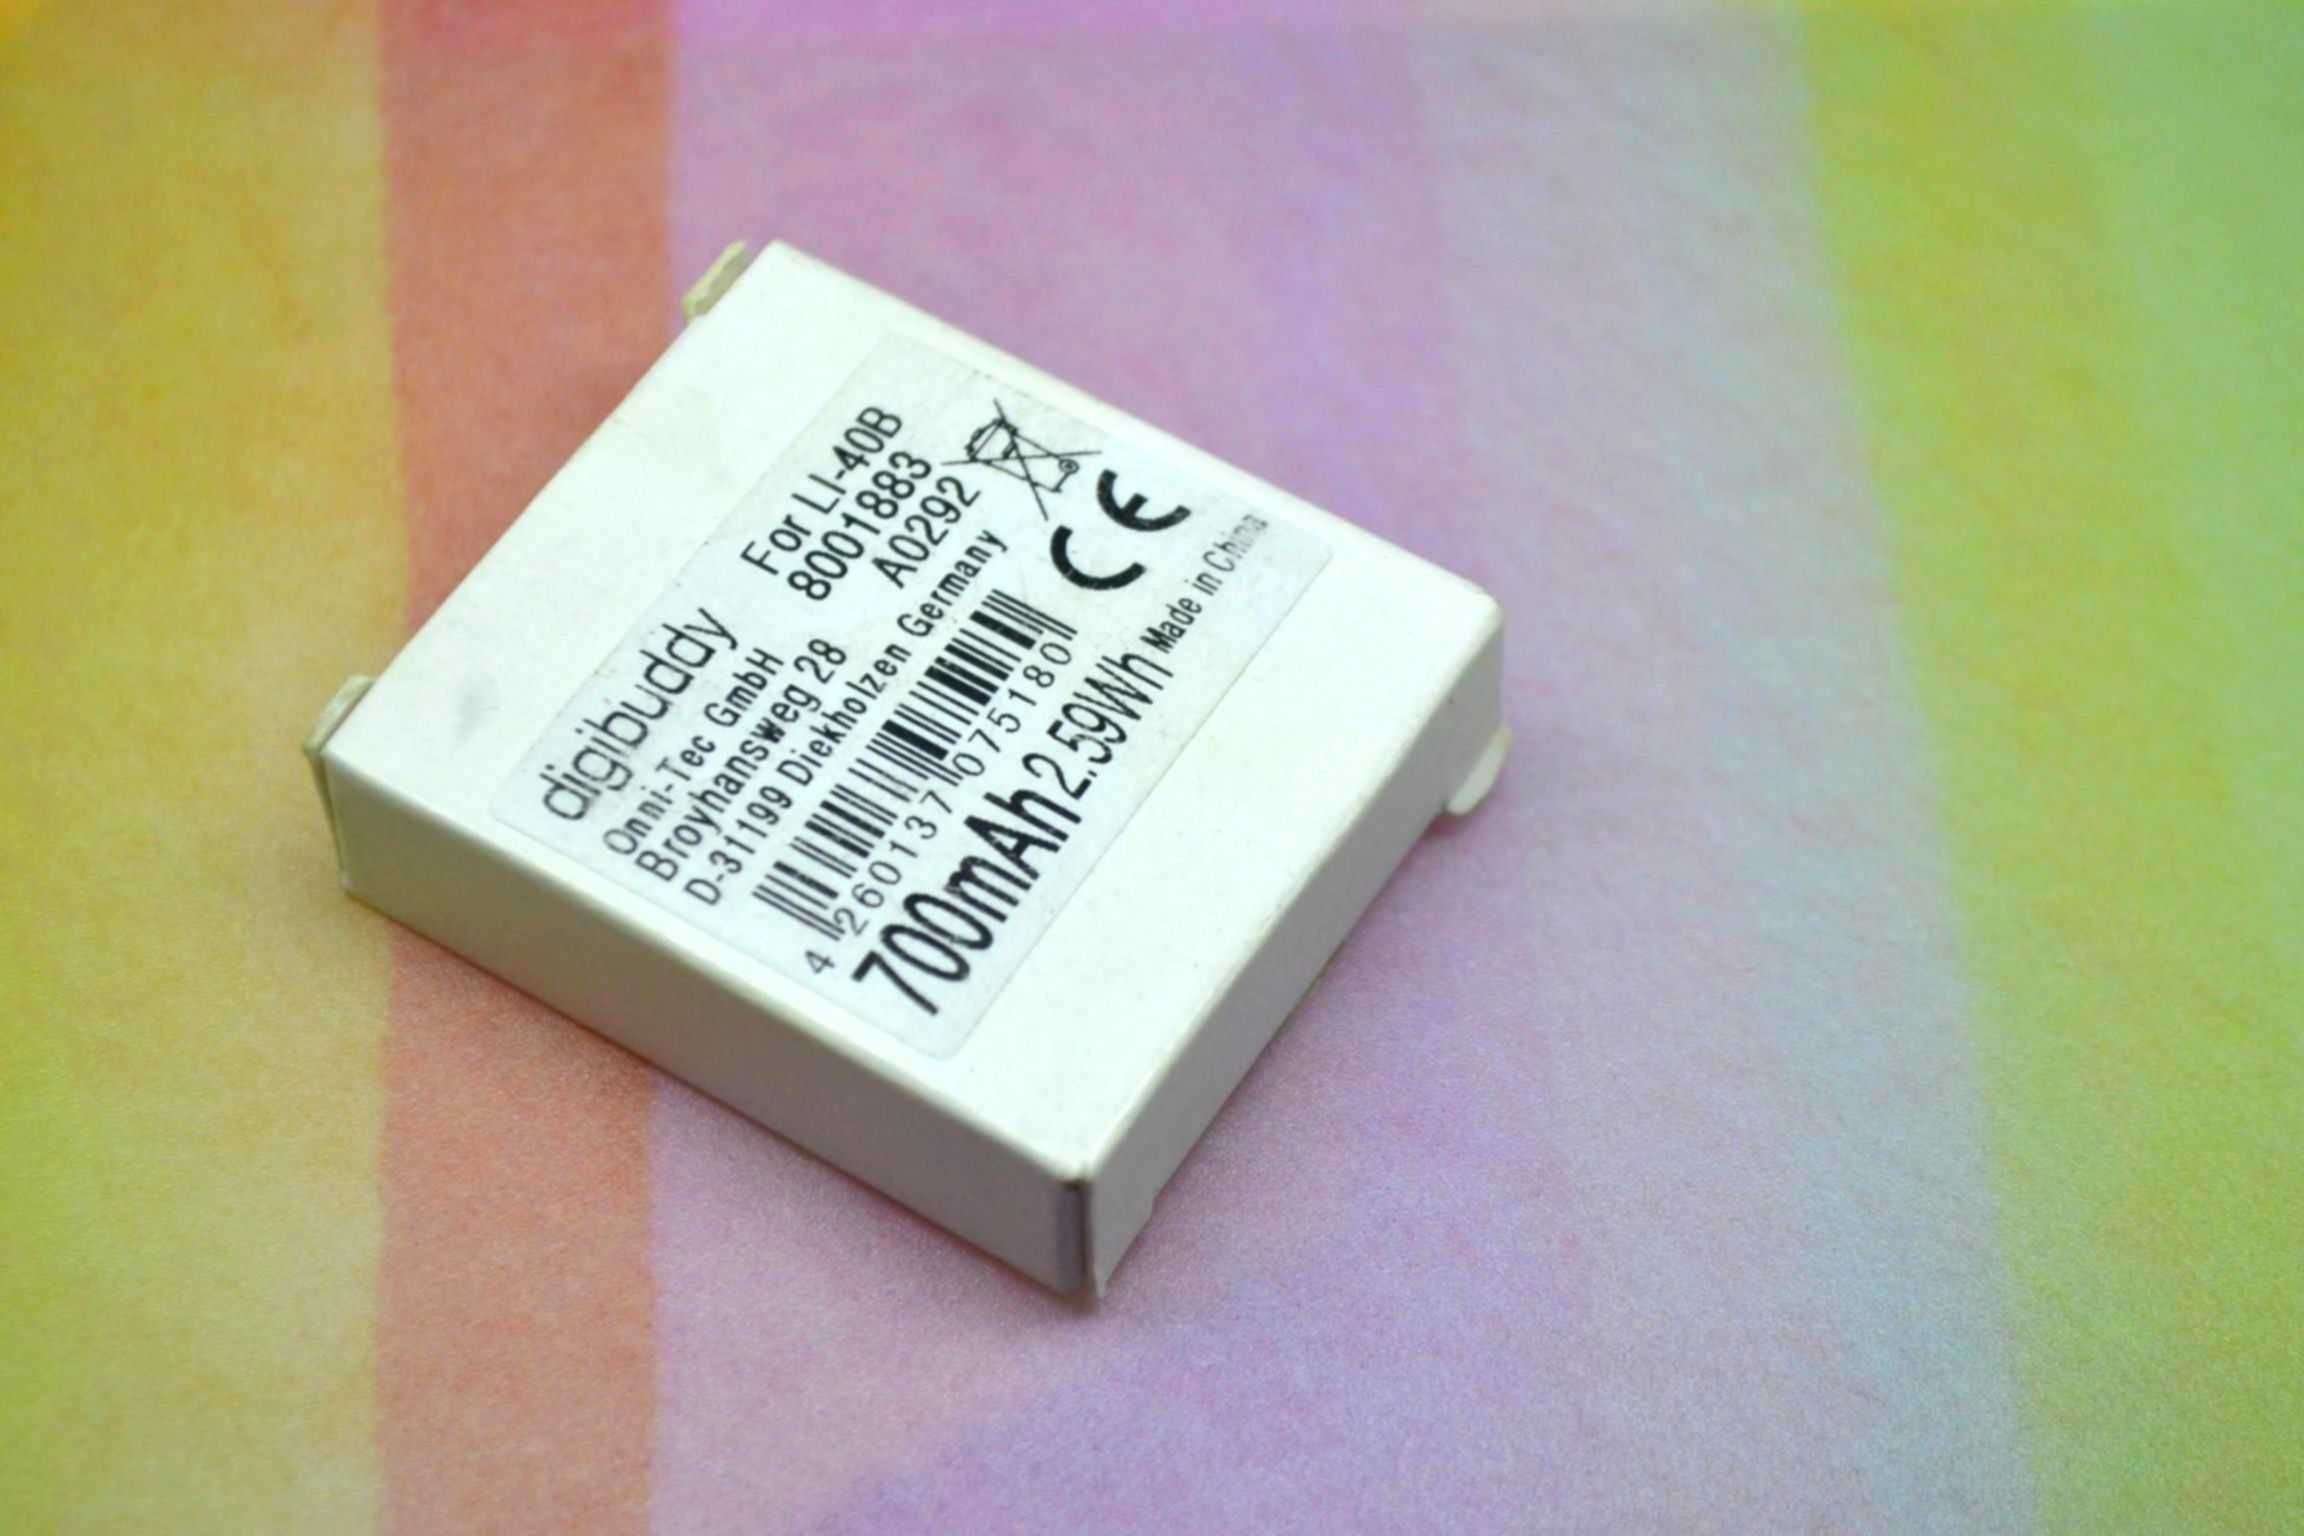 digibuddy For LI-40B
8001883
Onni-Tec GmbH A0292
Broyhansweg 28
D-31199 Diekholzen Germany
4 260137 075180
CE
700mAh 2.59Wh Made in China